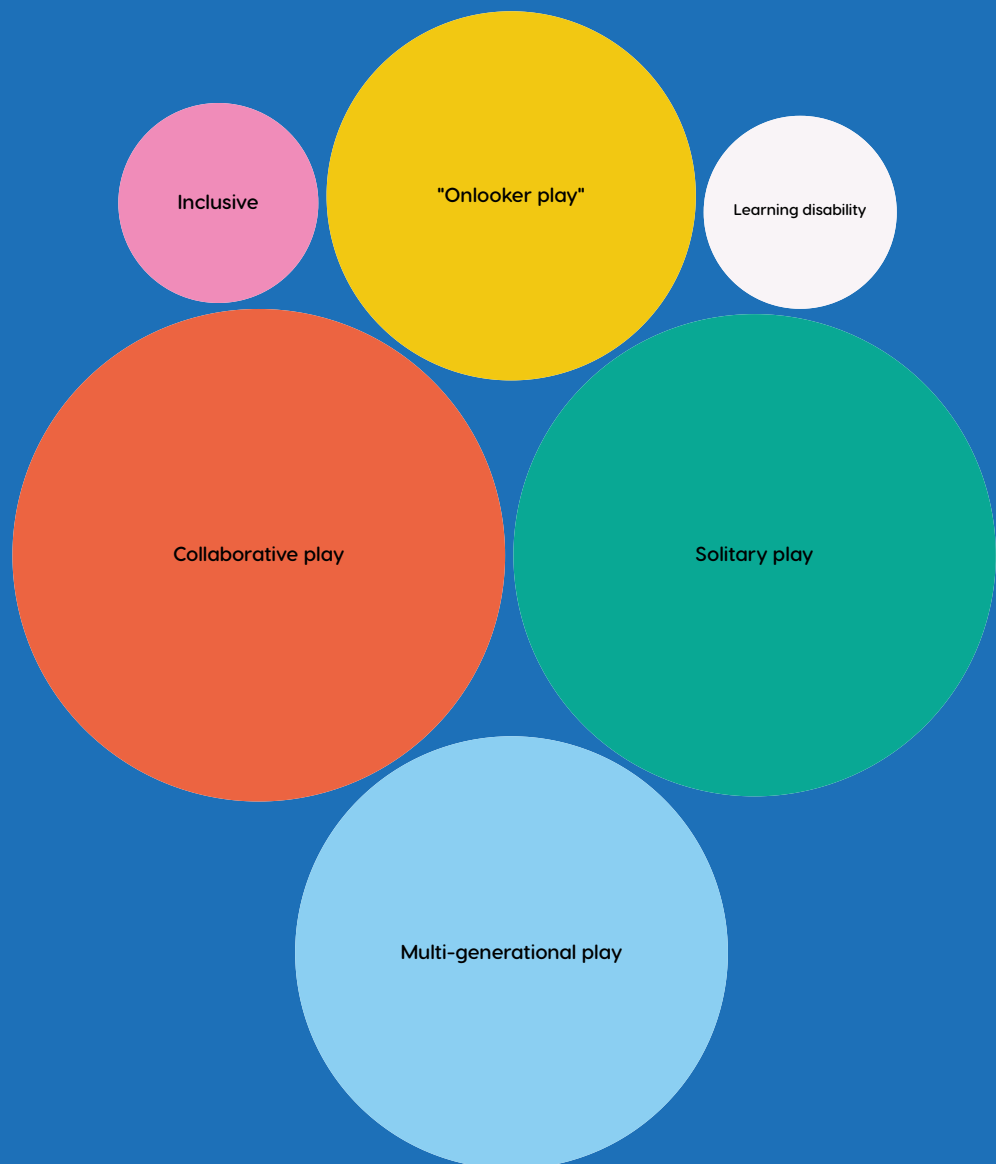 Inclusive
"Onlooker play"
Learning disability
Collaborative play
Solitary play
Multi-generational play